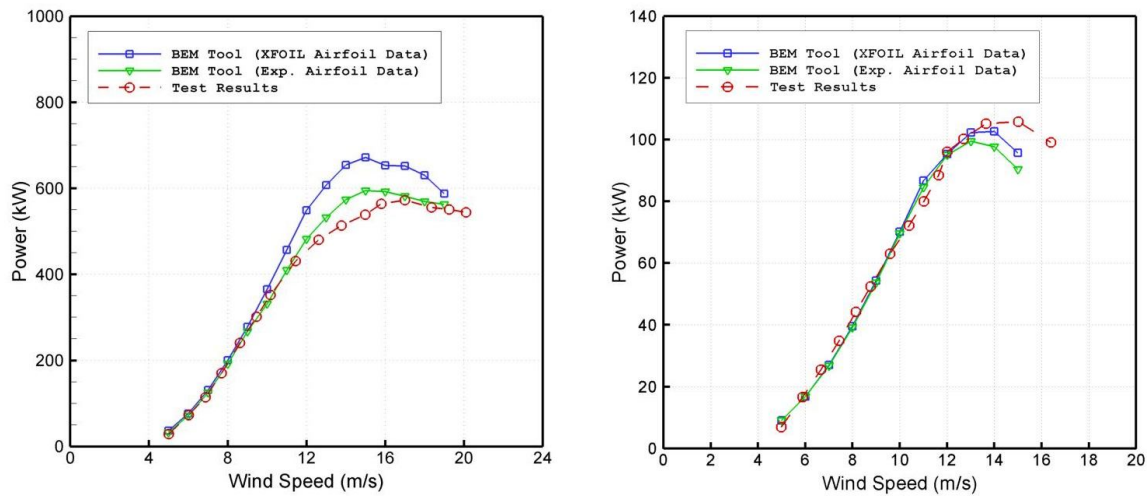 1000
800
600
400
200
0
Power (kW)
BEM Tool (XFOIL Airfoil Data)
BEM Tool (Exp. Airfoil Data)
Test Results
0 4 8 12 16 20 24
Wind Speed (m/s)
140
120
100
80
60
40
20
0
Power (kW)
BEM Tool (XFOIL Airfoil Data)
BEM Tool (Exp. Airfoil Data)
Test Results
0 2 4 6 8 10 12 14 16 18 20
Wind Speed (m/s)